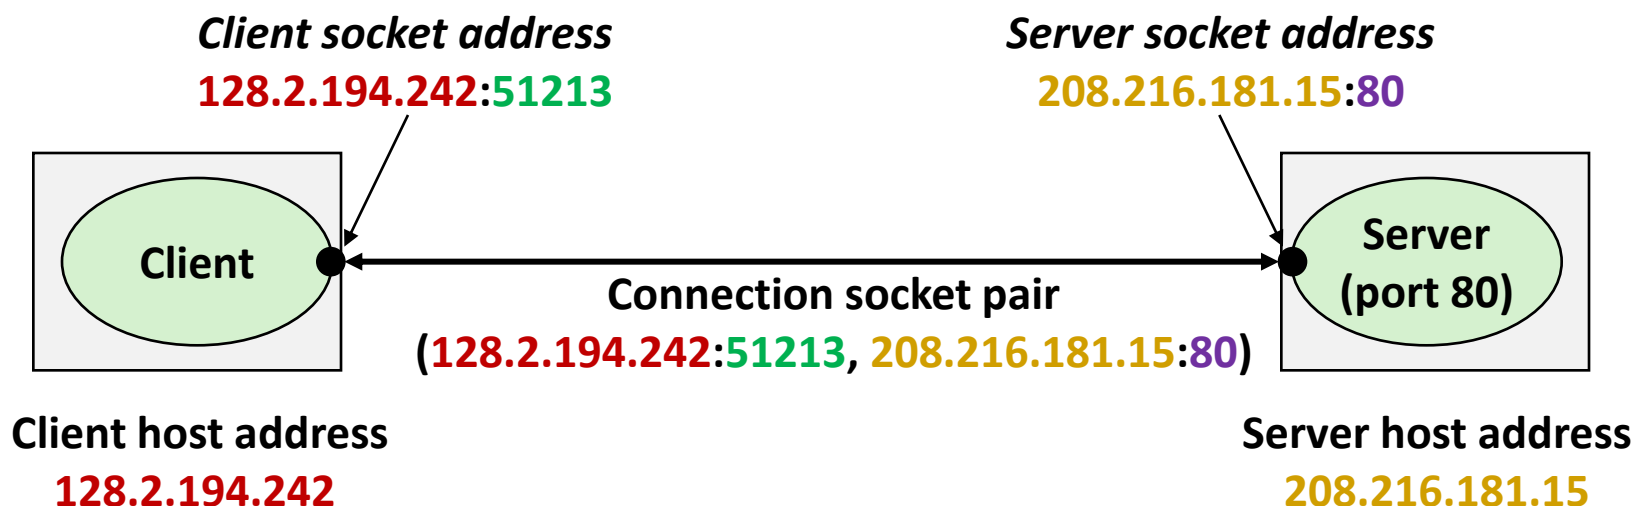 Client socket address
128.2.194.242:51213
Server socket address
208.216.181.15:80
Client
Server
(port 80)
Connection socket pair
(128.2.194.242:51213, 208.216.181.15:80)
Client host address
128.2.194.242
Server host address
208.216.181.15